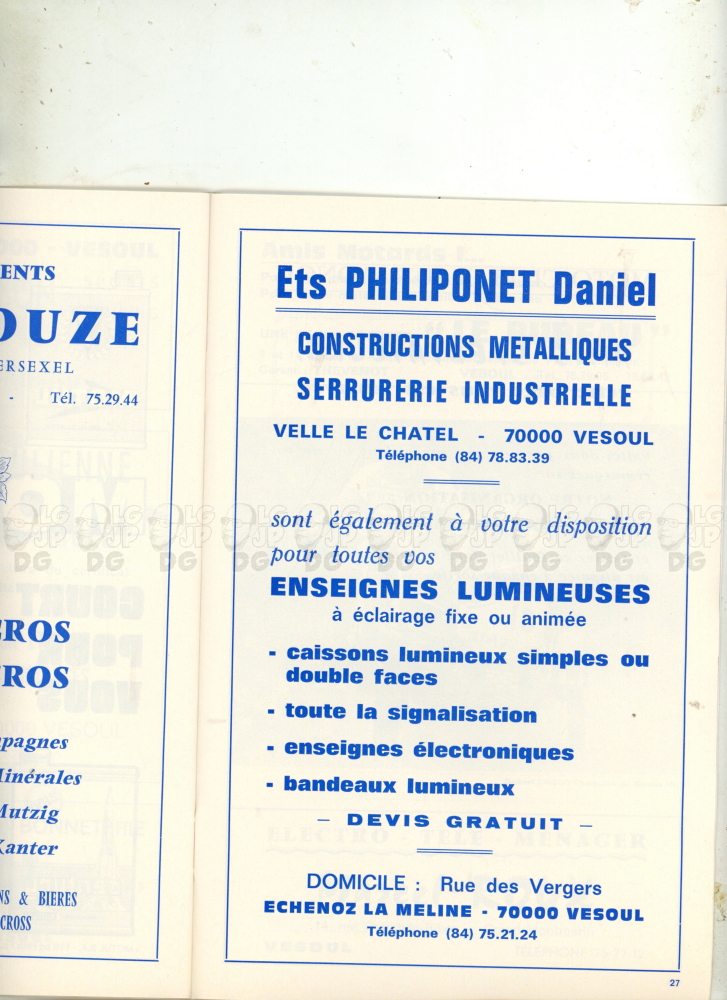 ENTS
OUZE
ERSEXEL
- Tél. 75.29.44
ROS
ROS
pagnes
inérales
Mutzig
Kanter
NS & BIERES
CROSS
Ets PHILIPONET Daniel
CONSTRUCTIONS METALLIQUES
SERRURERIE INDUSTRIELLE
VELLE LE CHATEL - 70000 VESOUL
Téléphone (84) 78.83.39
sont également à votre disposition
pour toutes vos
ENSEIGNES LUMINEUSES
à éclairage fixe ou animée
- caissons lumineux simples ou
double faces
- toute la signalisation
- enseignes électroniques
- bandeaux lumineux
- DEVIS GRATUIT -
DOMICILE : Rue des Vergers
ECHENOZ LA MELINE - 70000 VESOUL
Téléphone (84) 75.21.24
27